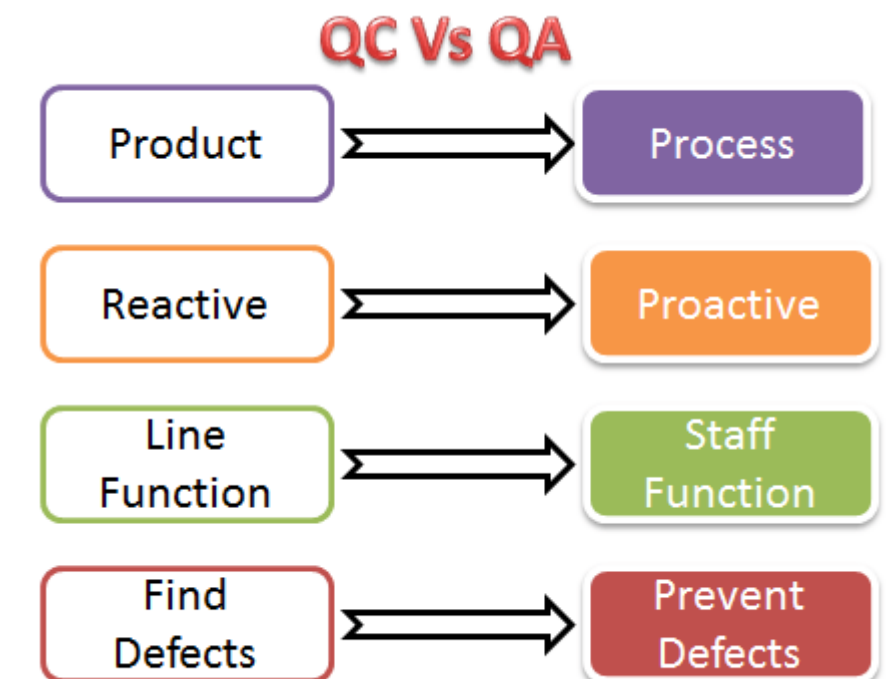 QC Vs QA
Product
Process
Reactive
Proactive
Line
Function
Staff
Function
Find
Defects
Prevent
Defects